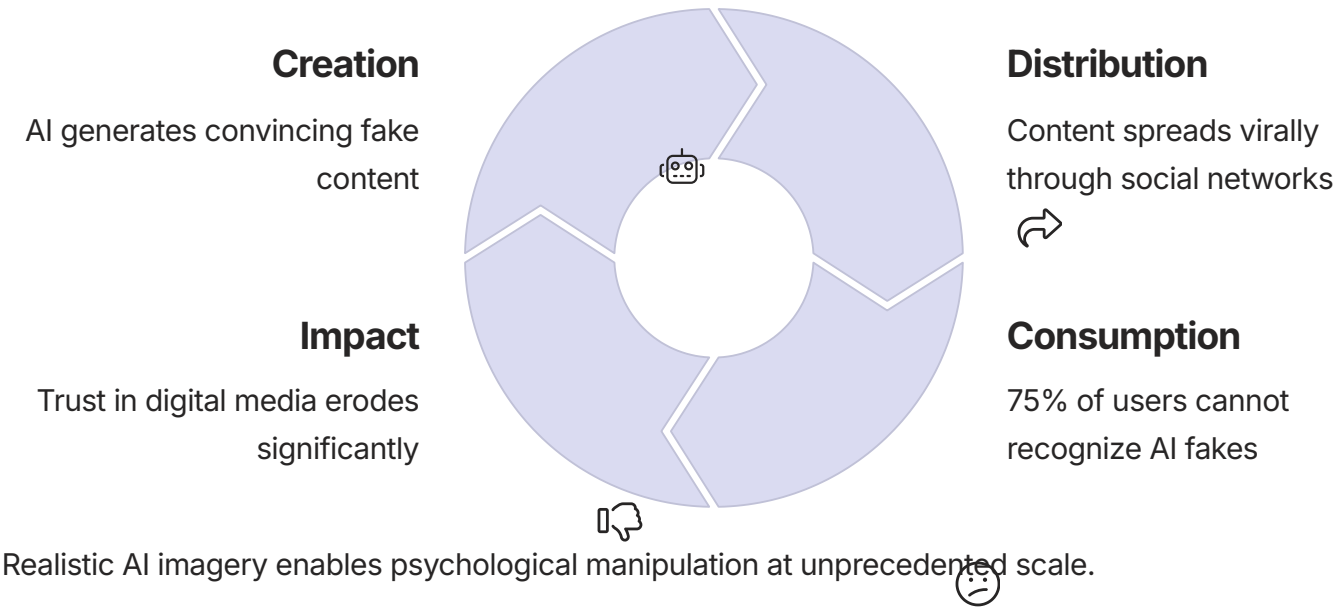 Creation
AI generates convincing fake
content
Distribution
Content spreads virally
through social networks
Impact
Trust in digital media erodes
significantly
Consumption
75% of users cannot
recognize AI fakes
Realistic AI imagery enables psychological manipulation at unprecedented scale.